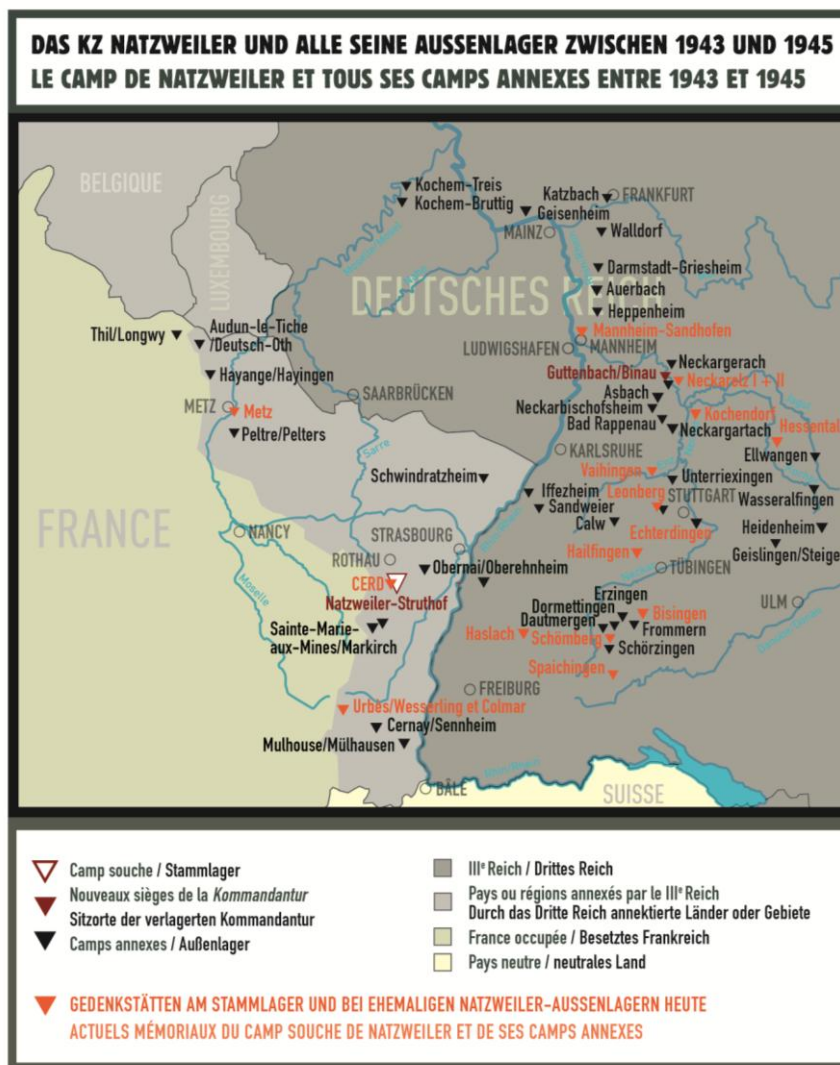 DAS KZ NATZWEILER UND ALLE SEINE AUSSENLAGER ZWISCHEN 1943 UND 1945
LE CAMP DE NATZWEILER ET TOUS SES CAMPS ANNEXES ENTRE 1943 ET 1945
BELGIQUE
LUXEMBOURG
DEUTSCHES REICH
FRANCE
SUISSE
Kochem-Treis
Kochem-Bruttig
Katzbach
FRANKFURT
Geisenheim
MAINZ
Walldorf
Darmstadt-Griesheim
Auerbach
Heppenheim
Thil/Longwy
Audun-le-Tiche
/Deutsch-Oth
Mannheim-Sandhofen
LUDWIGSHAFEN
MANNHEIM
Hayange/Hayingen
Guttenbach/Binau
Neckargerach
Neckarelz I + II
SAARBRÜCKEN
Asbach
METZ
Metz
Neckarbischofsheim
Kochendorf
Bad Rappenau
Neckargartach
Hessental
Peltre/Pelters
KARLSRUHE
Ellwangen
Sarre
Schwindratzheim
Vaihingen
Unterriexingen
Iffezheim
Leonberg
STUTTGART
Wasseralfingen
Sandweier
Calw
Echterdingen
Heidenheim
NANCY
STRASBOURG
Hailfingen
Geislingen/Steige
ROTHAU
Obernai/Oberehnheim
TÜBINGEN
Moselle
CERD
Natzweiler-Struthof
Erzingen
ULM
Dormettingen
Bisingen
Sainte-Marie-
aux-Mines/Markirch
Dautmergen
Frommern
Haslach
Schömberg
Schörzingen
Spaichingen
FREIBURG
Urbès/Wesserling et Colmar
Cernay/Sennheim
Mulhouse/Mülhausen
Rhin/Rhein
BÂLE
Camp souche / Stammlager
Nouveaux sièges de la Kommandantur
Sitzorte der verlagerten Kommandantur
Camps annexes / Außenlager
IIIe Reich / Drittes Reich
Pays ou régions annexés par le IIIe Reich
Durch das Dritte Reich annektierte Länder oder Gebiete
France occupée / Besetztes Frankreich
Pays neutre / neutrales Land
GEDENKSTÄTTEN AM STAMMLAGER UND BEI EHEMALIGEN NATZWEILER-AUSSENLAGERN HEUTE
ACTUELS MÉMORIAUX DU CAMP SOUCHE DE NATZWEILER ET DE SES CAMPS ANNEXES